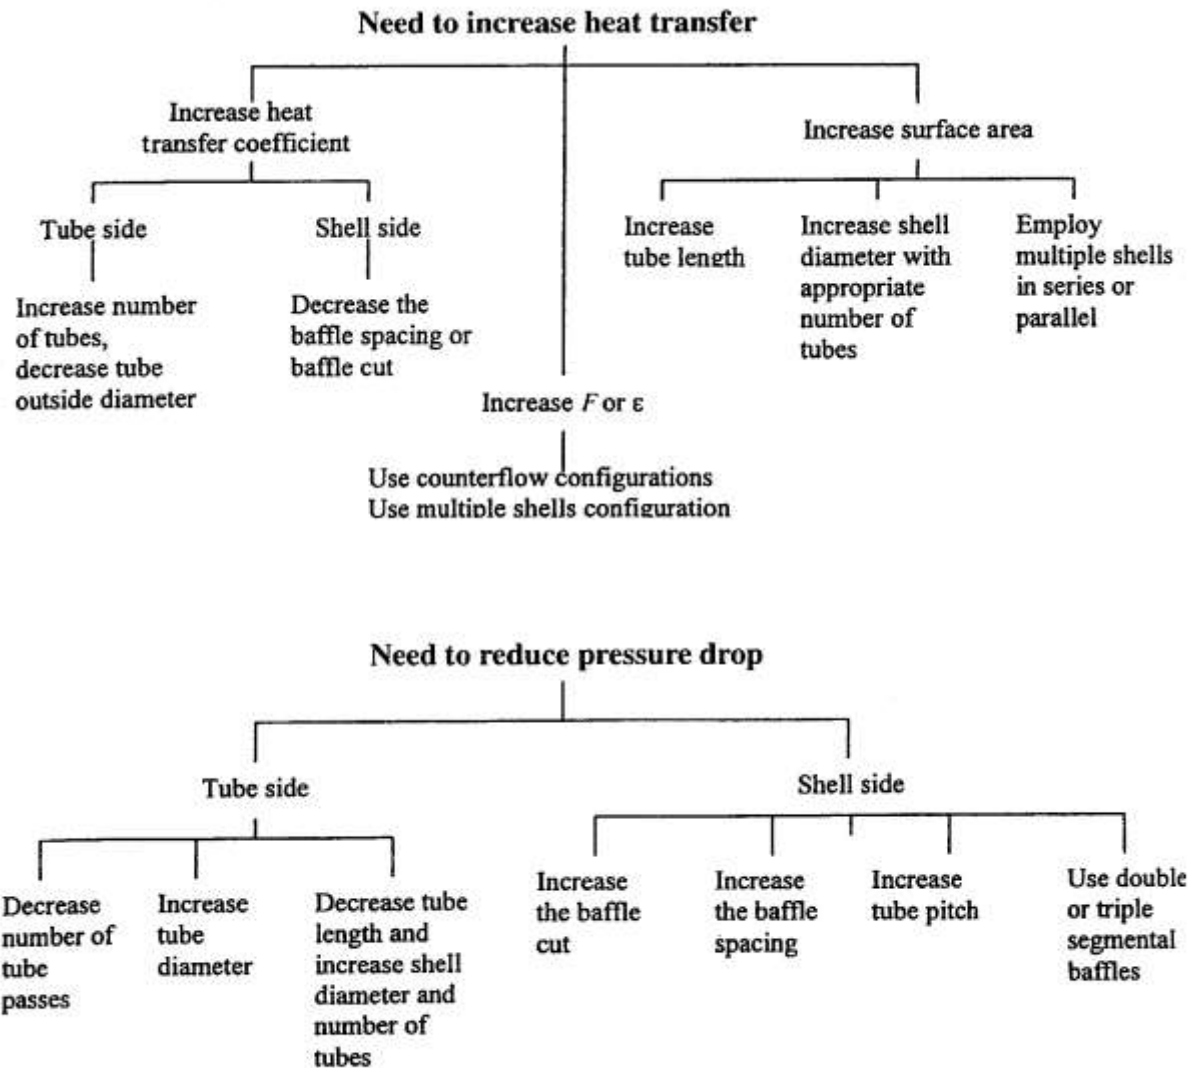 Need to increase heat transfer
Increase heat
transfer coefficient
Increase surface area
Tube side
Shell side
Increase
tube length
Increase shell
diameter with
appropriate
number of
tubes
Employ
multiple shells
in series or
parallel
Increase number
of tubes,
decrease tube
outside diameter
Decrease the
baffle spacing or
baffle cut
Increase F or ε
Use counterflow configurations
Use multiple shells configuration
Need to reduce pressure drop
Tube side
Shell side
Decrease
number of
tube
passes
Increase
tube
diameter
Decrease tube
length and
increase shell
diameter and
number of
tubes
Increase
the baffle
cut
Increase
the baffle
spacing
Increase
tube pitch
Use double
or triple
segmental
baffles